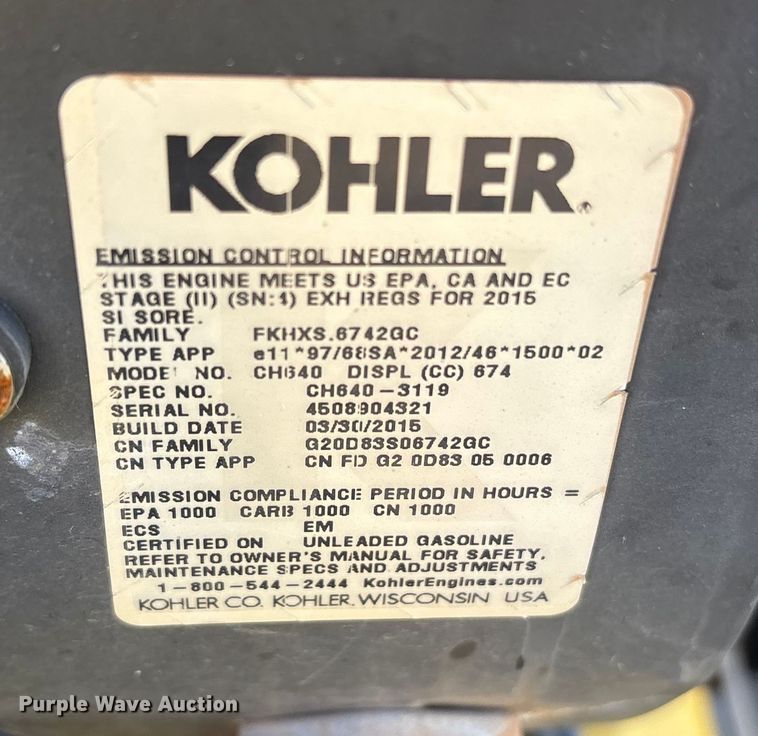 KOHLER®
EMISSION CONTROL INFORMATION
THIS ENGINE MEETS US EPA, CA AND EC
STAGE (II) (SN:4) EXH REGS FOR 2015
SI SORE.
FAMILY FKHXS.6742GC
TYPE APP e11*97/68SA*2012/46*1500*02
MODEL NO. CH640 DISPL (CC) 674
SPEC NO. CH640-3119
SERIAL NO. 4508904321
BUILD DATE 03/30/2015
CN FAMILY G20D83S06742GC
CN TYPE APP CN FD G2 0D83 05 0006
EMISSION COMPLIANCE PERIOD IN HOURS =
EPA 1000 CARB 1000 CN 1000
ECS EM
CERTIFIED ON UNLEADED GASOLINE
REFER TO OWNER'S MANUAL FOR SAFETY,
MAINTENANCE SPECS AND ADJUSTMENTS
1-800-544-2444 KohlerEngines.com
KOHLER CO. KOHLER, WISCONSIN USA
Purple Wave Auction